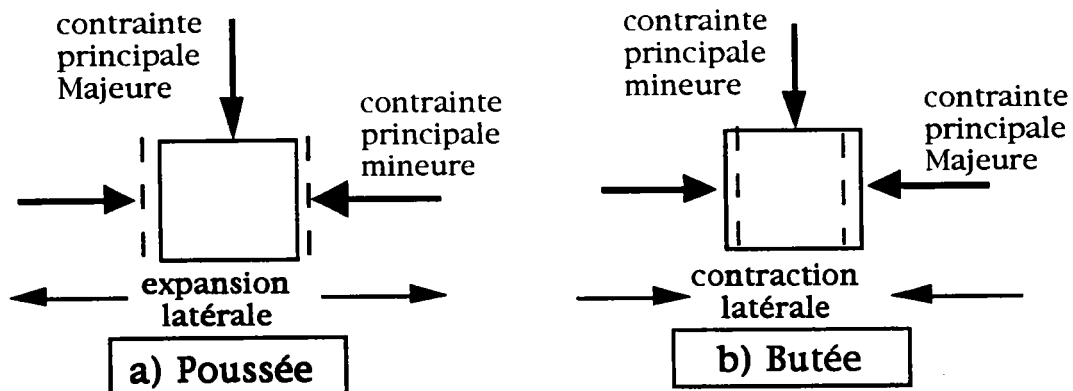 contrainte
principale
Majeure
contrainte
principale
mineure
expansion
latérale
a) Poussée
contrainte
principale
mineure
contrainte
principale
Majeure
contraction
latérale
b) Butée